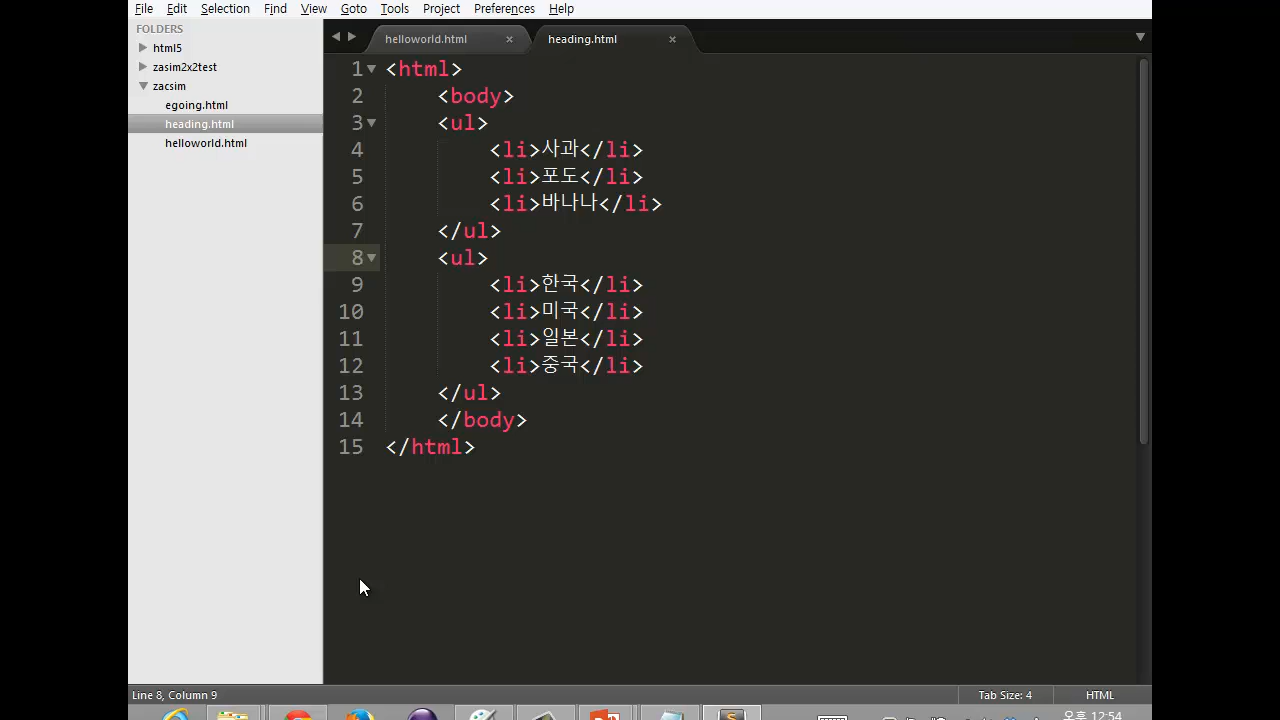 File Edit Selection Find View Goto Tools Project Preferences Help
FOLDERS
html5
zasim2x2test
zacsim
egoing.html
heading.html
helloworld.html
helloworld.html × heading.html ×
1 <html>
2 <body>
3 <ul>
4 <li>사과</li>
5 <li>포도</li>
6 <li>바나나</li>
7 </ul>
8 <ul>
9 <li>한국</li>
10 <li>미국</li>
11 <li>일본</li>
12 <li>중국</li>
13 </ul>
14 </body>
15 </html>
Line 8, Column 9 Tab Size: 4 HTML
오후 12:54